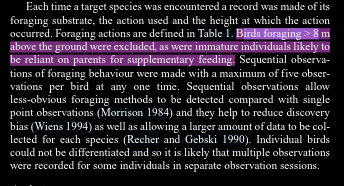 Each time a target species was encountered a record was made of its
foraging substrate, the action used and the height at which the action
occurred. Foraging actions are defined in Table 1. Birds foraging > 8 m
above the ground were excluded, as were immature individuals likely to
be reliant on parents for supplementary feeding. Sequential observa-
tions of foraging behaviour were made with a maximum of five obser-
vations per bird at any one time. Sequential observations allow
less-obvious foraging methods to be detected compared with single
point observations (Morrison 1984) and they help to reduce discovery
bias (Wiens 1994) as well as allowing a larger amount of data to be col-
lected for each species (Recher and Gebski 1990). Individual birds
could not be differentiated and so it is likely that multiple observations
were recorded for some individuals in separate observation sessions.